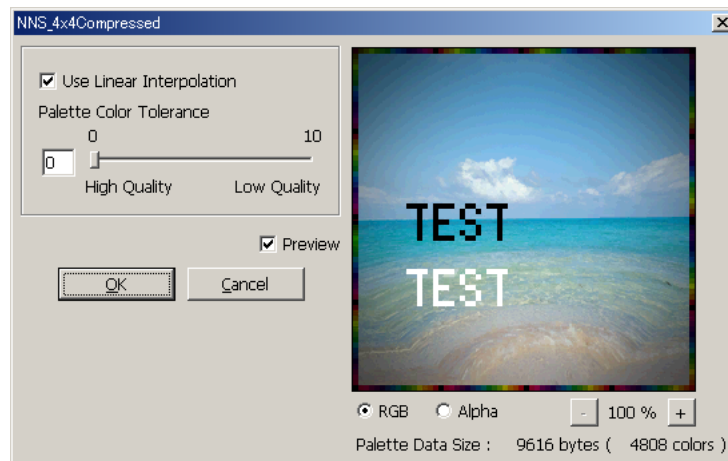 NNS_4x4Compressed
Use Linear Interpolation
Palette Color Tolerance
0 10
0
High Quality Low Quality
Preview
OK Cancel
TEST
TEST
RGB Alpha - 100 % +
Palette Data Size : 9616 bytes ( 4808 colors )